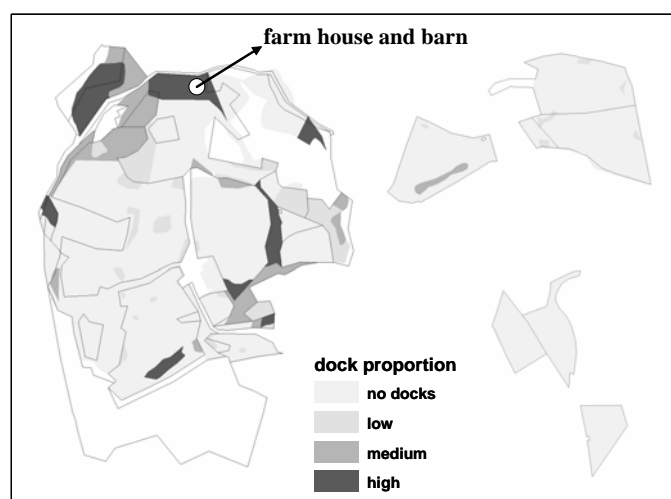 farm house and barn
dock proportion
no docks
low
medium
high